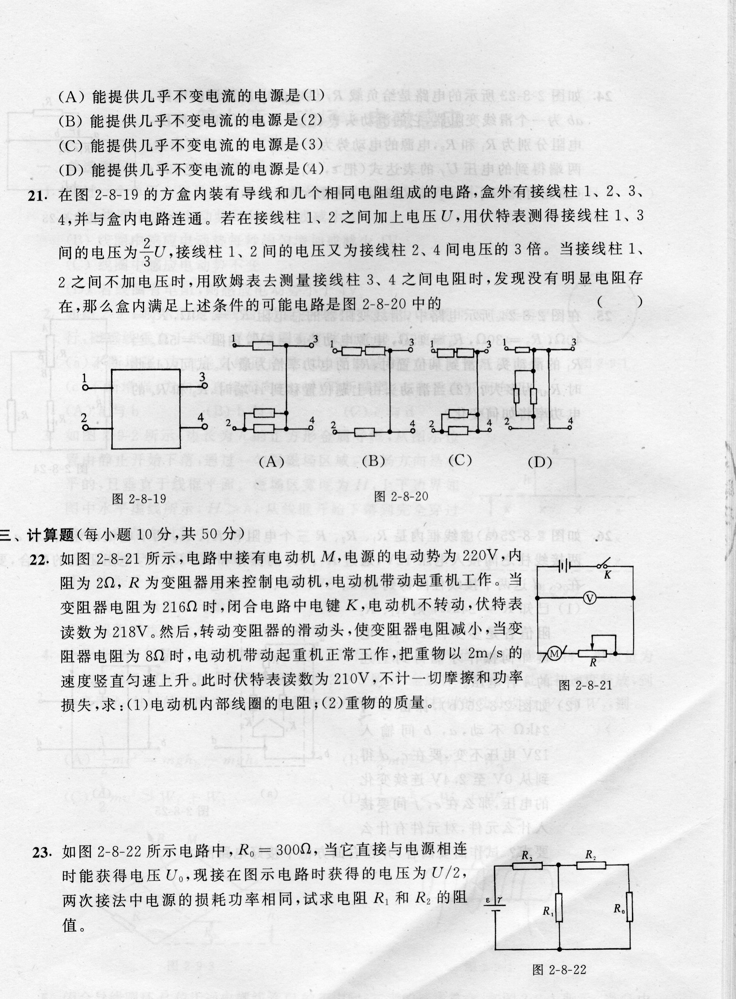 (A) 能提供几乎不变电流的电源是(1)
(B) 能提供几乎不变电流的电源是(2)
(C) 能提供几乎不变电流的电源是(3)
(D) 能提供几乎不变电流的电源是(4)
21. 在图 2-8-19 的方盒内装有导线和几个相同电阻组成的电路,盒外有接线柱 1、2、3、
4,并与盒内电路连通。若在接线柱 1、2 之间加上电压 U,用伏特表测得接线柱 1、3
间的电压为 2/3 U,接线柱 1、2 间的电压又为接线柱 2、4 间电压的 3 倍。当接线柱 1、
2 之间不加电压时,用欧姆表去测量接线柱 3、4 之间电阻时,发现没有明显电阻存
在,那么盒内满足上述条件的可能电路是图 2-8-20 中的 (    )
1 3 1 3 1 3 1 3
1 3
2 4
2 4 2 4 2 4 2 4
(A) (B) (C) (D)
图 2-8-19
图 2-8-20
三、计算题(每小题 10 分,共 50 分)
22. 如图 2-8-21 所示,电路中接有电动机 M,电源的电动势为 220V,内
阻为 2Ω, R 为变阻器用来控制电动机,电动机带动起重机工作。当
变阻器电阻为 216Ω 时,闭合电路中电键 K,电动机不转动,伏特表
读数为 218V。然后,转动变阻器的滑动头,使变阻器电阻减小,当变
阻器电阻为 8Ω 时,电动机带动起重机正常工作,把重物以 2m/s 的
速度竖直匀速上升。此时伏特表读数为 210V,不计一切摩擦和功率
损失,求:(1)电动机内部线圈的电阻;(2)重物的质量。
K
V
M
R
图 2-8-21
23. 如图 2-8-22 所示电路中, R₀ = 300Ω, 当它直接与电源相连
时能获得电压 U₀,现接在图示电路时获得的电压为 U/2,
两次接法中电源的损耗功率相同,试求电阻 R₁ 和 R₂ 的阻
值。
R₂ R₂
ε r
R₁ R₀
图 2-8-22